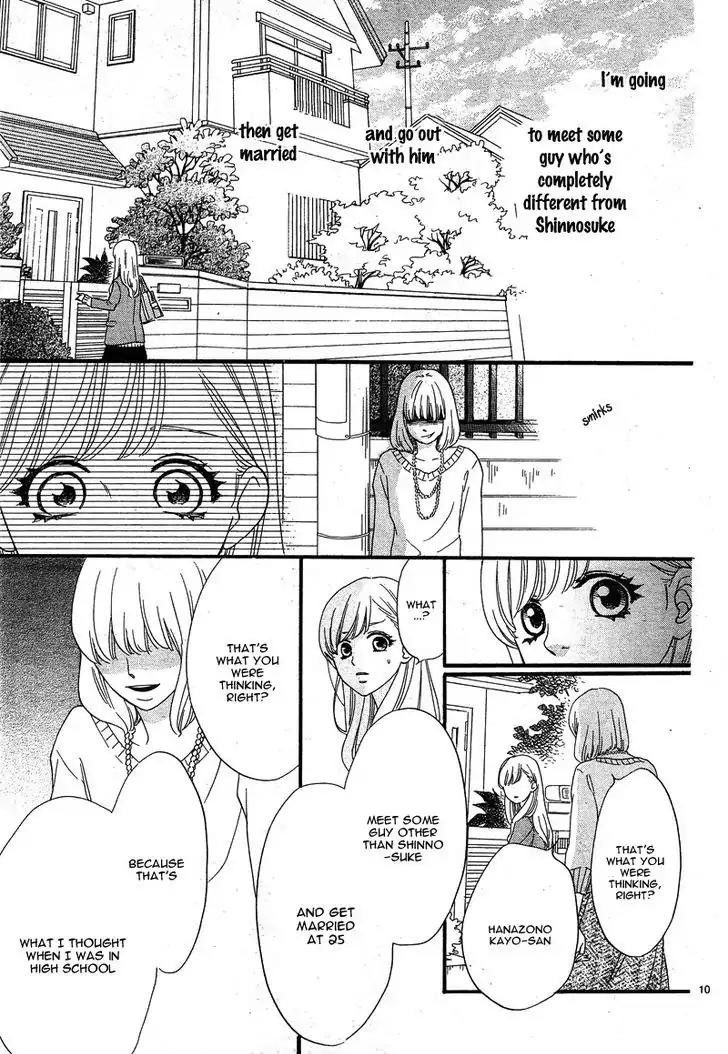 I'm going
to meet some
guy who's
completely
different from
Shinnosuke
and go out
with him
then get
married
smirks
THAT'S
WHAT YOU
WERE
THINKING,
RIGHT?
HANAZONO
KAYO-SAN
WHAT
...?
MEET SOME
GUY OTHER
THAN SHINNO
-SUKE
AND GET
MARRIED
AT 25
THAT'S
WHAT YOU
WERE
THINKING,
RIGHT?
BECAUSE
THAT'S
WHAT I THOUGHT
WHEN I WAS IN
HIGH SCHOOL
10